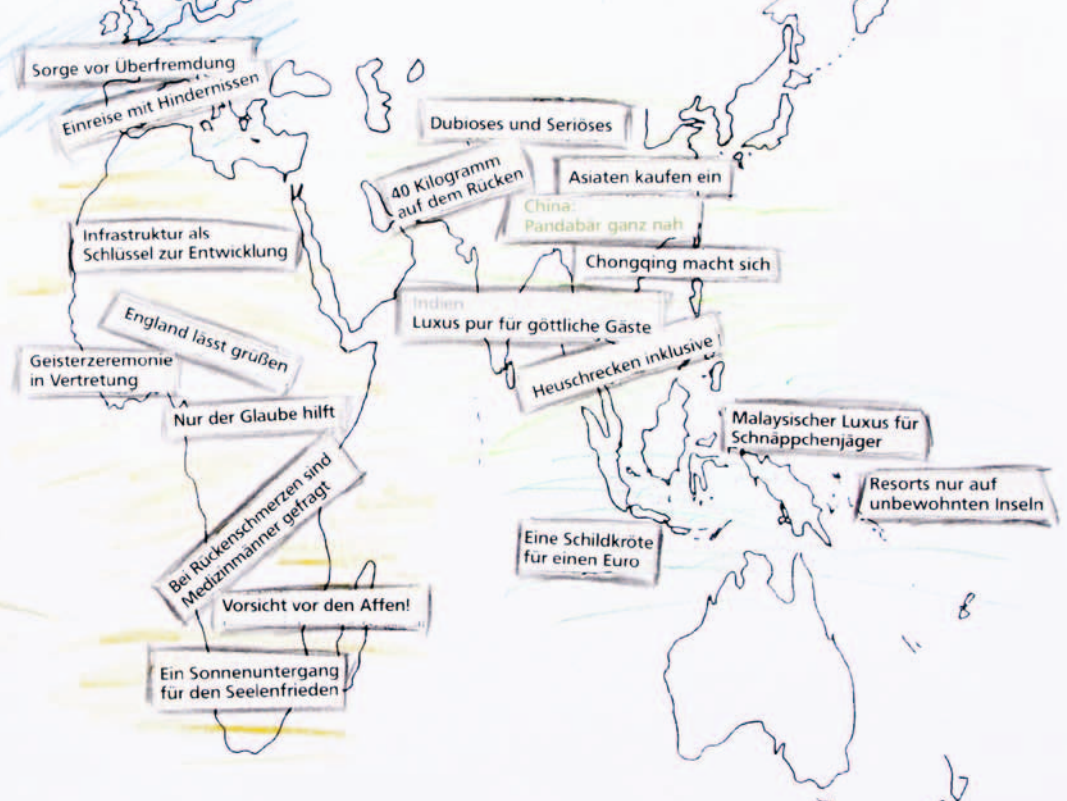 Sorge vor Überfremdung
Einreise mit Hindernissen
Dubioses und Seriöses
40 Kilogramm
auf dem Rücken
Asiaten kaufen ein
China:
Pandabär ganz nah
Infrastruktur als
Schlüssel zur Entwicklung
Chongqing macht sich
Indien
Luxus pur für göttliche Gäste
England lässt grüßen
Heuschrecken inklusive
Geisterzeremonie
in Vertretung
Nur der Glaube hilft
Malaysischer Luxus für
Schnäppchenjäger
Bei Rückenschmerzen sind
Medizinmänner gefragt
Resorts nur auf
unbewohnten Inseln
Eine Schildkröte
für einen Euro
Vorsicht vor den Affen!
Ein Sonnenuntergang
für den Seelenfrieden